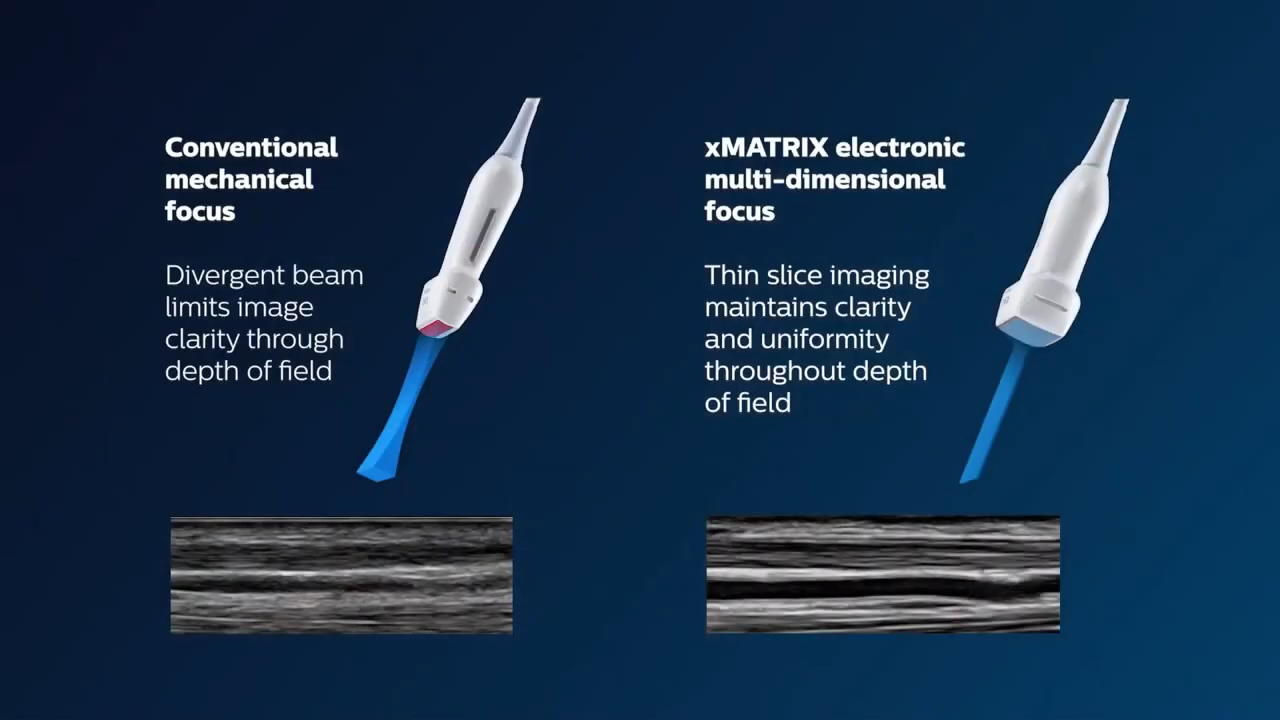 Conventional
mechanical
focus
Divergent beam
limits image
clarity through
depth of field
xMATRIX electronic
multi-dimensional
focus
Thin slice imaging
maintains clarity
and uniformity
throughout depth
of field